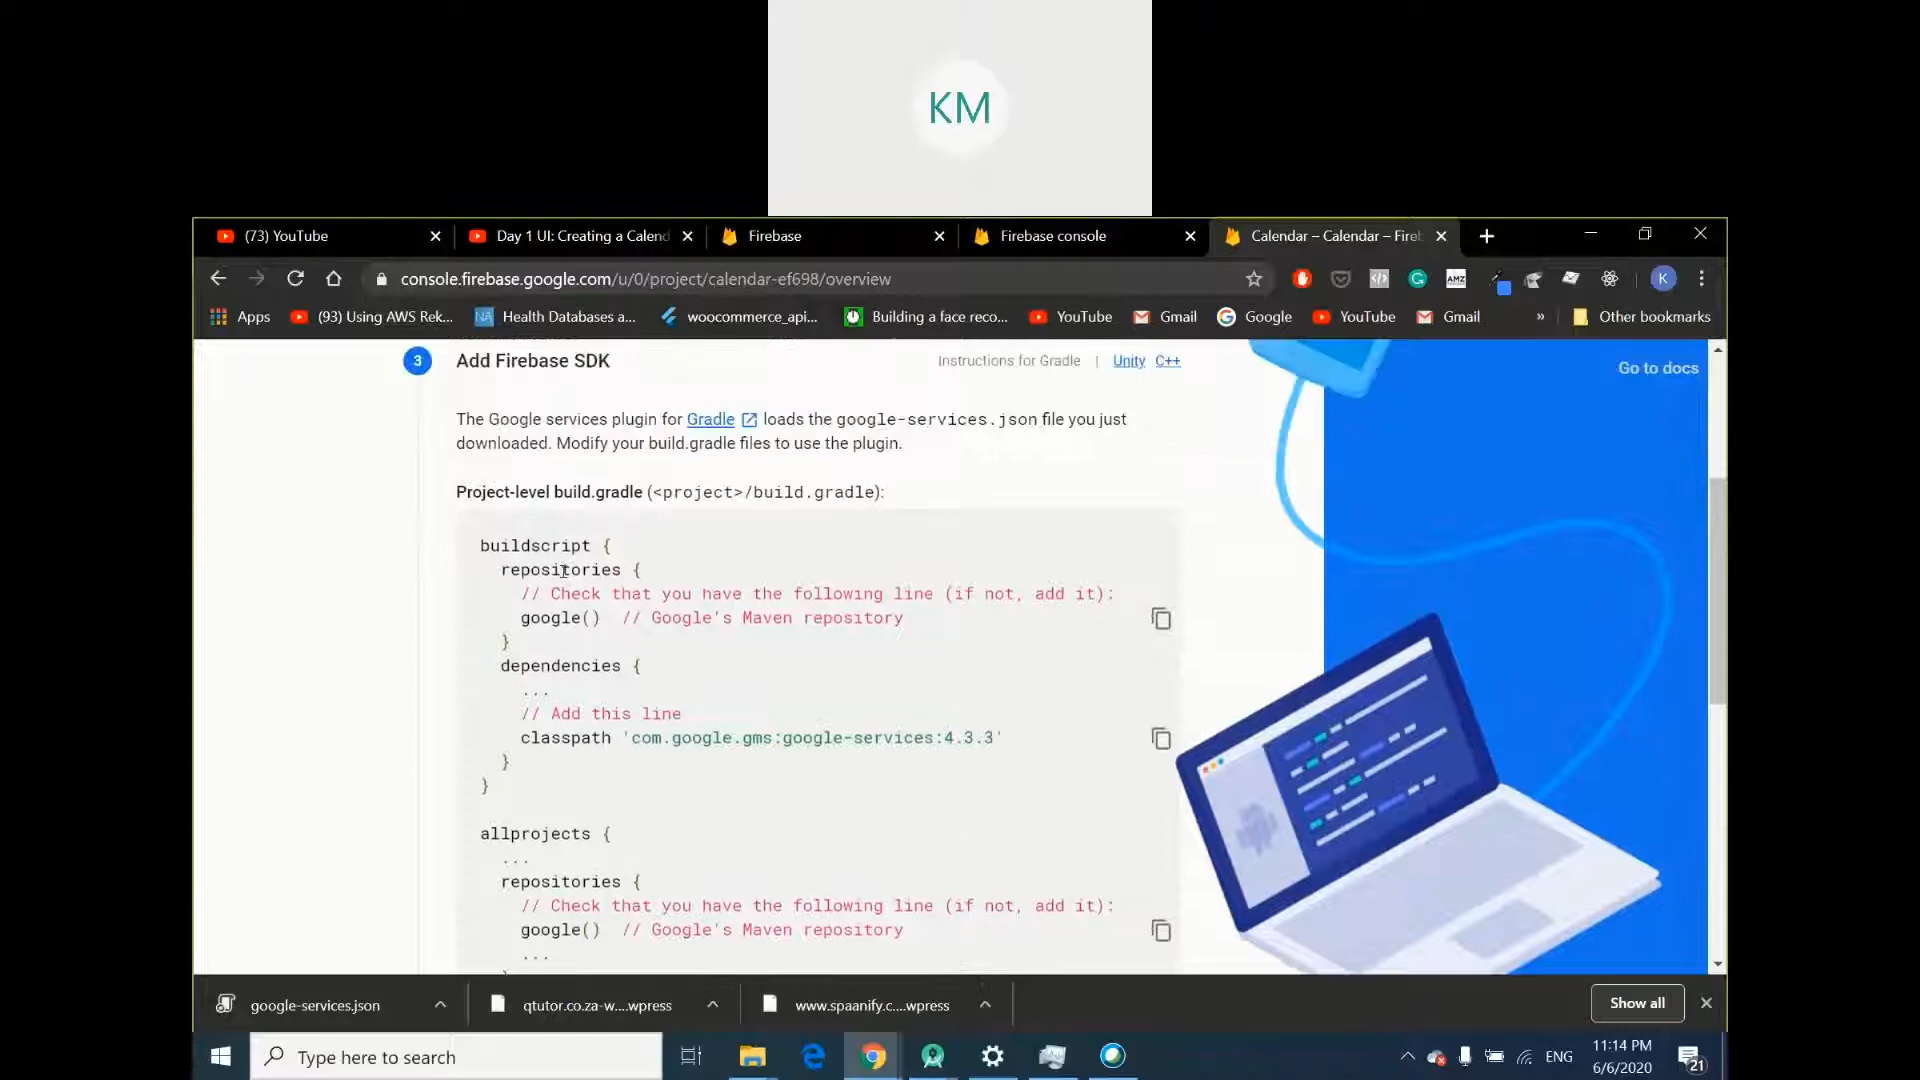 KM
(73) YouTube
Day 1 UI: Creating a Calend
Firebase
Firebase console
Calendar – Calendar – Fireb
console.firebase.google.com/u/0/project/calendar-ef698/overview
AMZ
K
Apps
(93) Using AWS Rek...
NA
Health Databases a...
woocommerce_api...
Building a face reco...
YouTube
Gmail
Google
YouTube
Gmail
»
Other bookmarks
3
Add Firebase SDK
Instructions for Gradle | Unity C++
Go to docs
The Google services plugin for Gradle loads the google-services.json file you just
downloaded. Modify your build.gradle files to use the plugin.
Project-level build.gradle (<project>/build.gradle):
buildscript {
repositories {
// Check that you have the following line (if not, add it):
google() // Google's Maven repository
}
dependencies {
...
// Add this line
classpath 'com.google.gms:google-services:4.3.3'
}
}
allprojects {
...
repositories {
// Check that you have the following line (if not, add it):
google() // Google's Maven repository
...
google-services.json
qtutor.co.za-w....wpress
www.spaanify.c....wpress
Show all
Type here to search
ENG
11:14 PM
6/6/2020
21